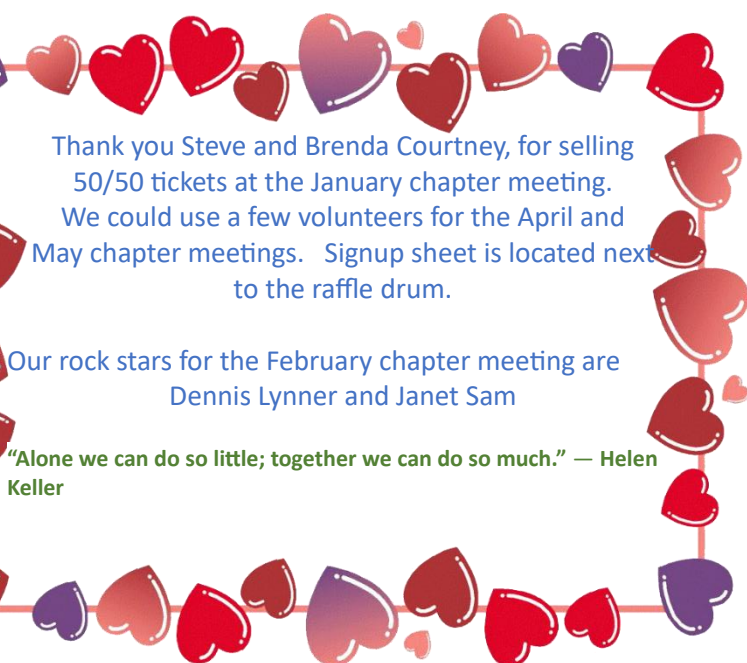 Thank you Steve and Brenda Courtney, for selling
50/50 tickets at the January chapter meeting.
We could use a few volunteers for the April and
May chapter meetings.   Signup sheet is located next
to the raffle drum.
Our rock stars for the February chapter meeting are
Dennis Lynner and Janet Sam
“Alone we can do so little; together we can do so much.” — Helen
Keller